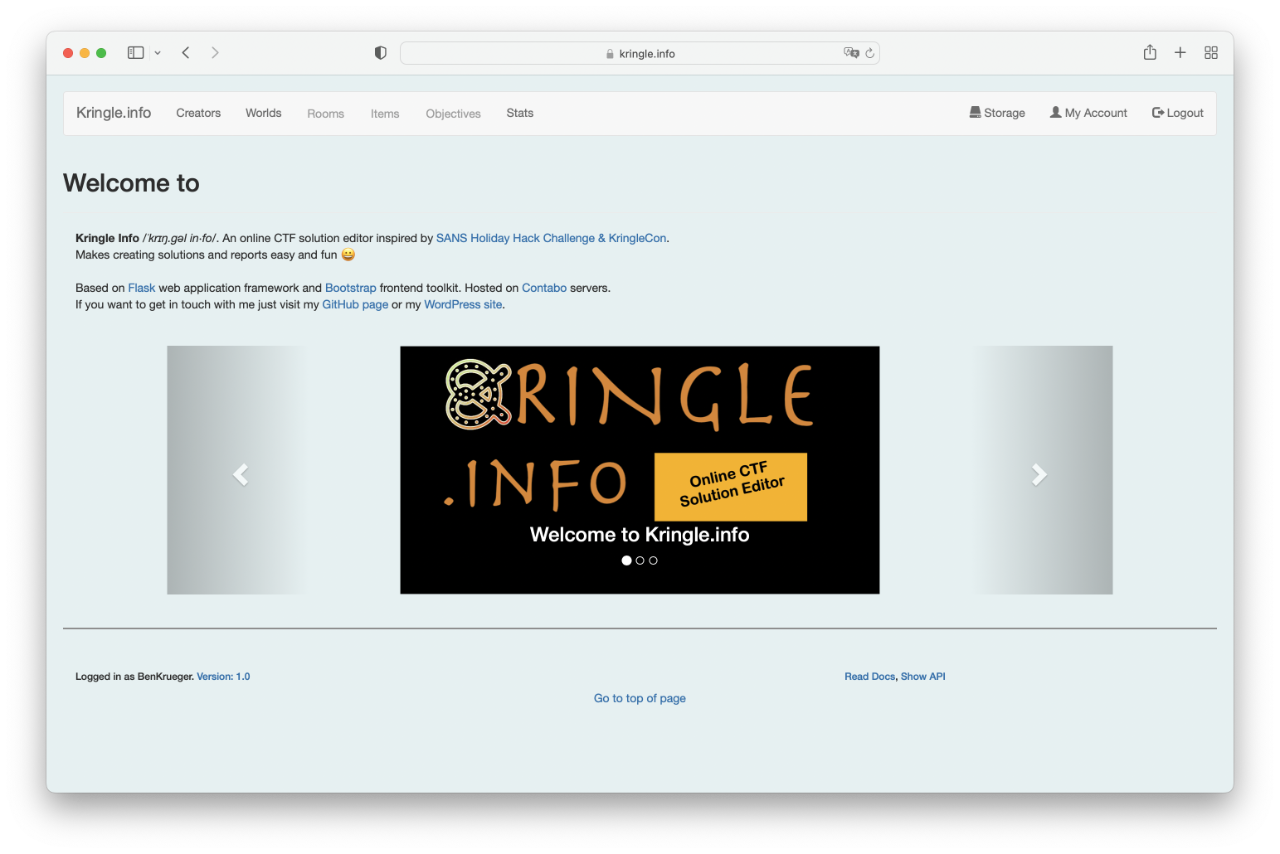 kringle.info
Kringle.info Creators Worlds Rooms Items Objectives Stats Storage My Account Logout
Welcome to
Kringle Info /ˈkrɪŋ.gəl in-fo/. An online CTF solution editor inspired by SANS Holiday Hack Challenge & KringleCon.
Makes creating solutions and reports easy and fun 😄
Based on Flask web application framework and Bootstrap frontend toolkit. Hosted on Contabo servers.
If you want to get in touch with me just visit my GitHub page or my WordPress site.
KRINGLE
.INFO
Online CTF
Solution Editor
Welcome to Kringle.info
Logged in as BenKrueger. Version: 1.0 Read Docs, Show API
Go to top of page